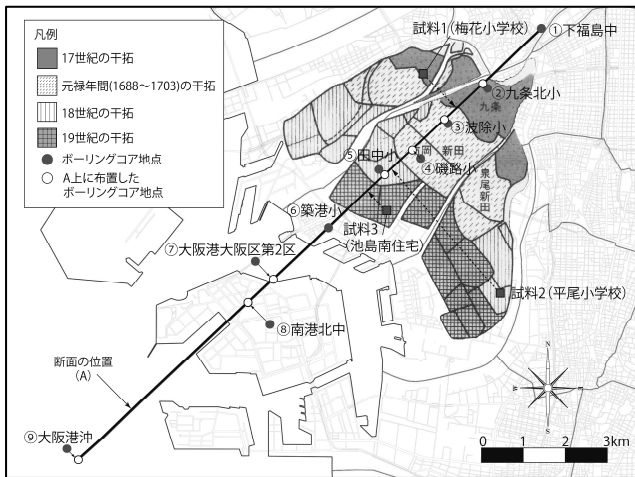 凡例
17世紀の干拓
元禄年間(1688～1703)の干拓
18世紀の干拓
19世紀の干拓
ボーリングコア地点
A上に布置した
ボーリングコア地点
試料1(梅花小学校)
①下福島中
②九条北小
九条
③波除小
④磯路小
⑤田中小
岡
新田
泉尾新田
⑥築港小
試料3
(池島南住宅)
⑦大阪港大阪区第2区
試料2(平尾小学校)
⑧南港北中
断面の位置
(A)
⑨大阪港沖
N
W
E
S
0 1 2 3km